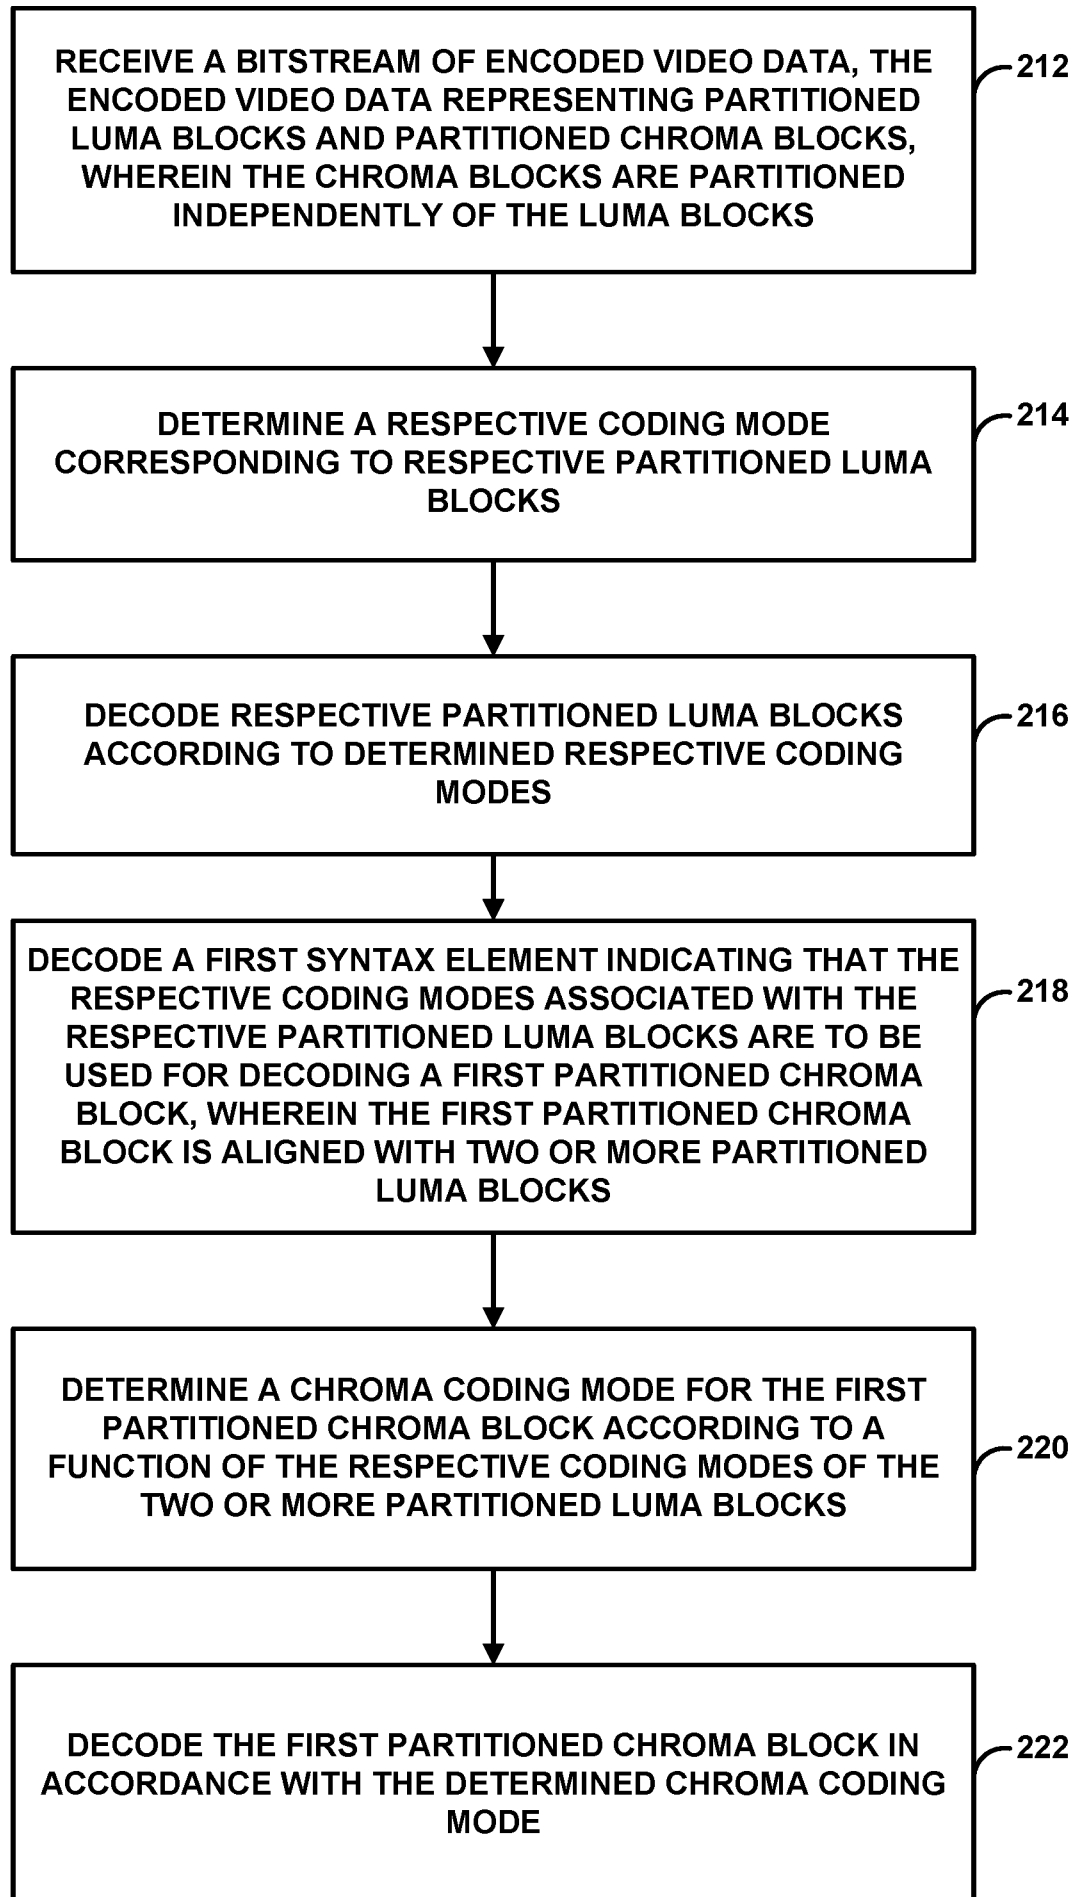 RECEIVE A BITSTREAM OF ENCODED VIDEO DATA, THE
ENCODED VIDEO DATA REPRESENTING PARTITIONED
LUMA BLOCKS AND PARTITIONED CHROMA BLOCKS,
WHEREIN THE CHROMA BLOCKS ARE PARTITIONED
INDEPENDENTLY OF THE LUMA BLOCKS
212
DETERMINE A RESPECTIVE CODING MODE
CORRESPONDING TO RESPECTIVE PARTITIONED LUMA
BLOCKS
214
DECODE RESPECTIVE PARTITIONED LUMA BLOCKS
ACCORDING TO DETERMINED RESPECTIVE CODING
MODES
216
DECODE A FIRST SYNTAX ELEMENT INDICATING THAT THE
RESPECTIVE CODING MODES ASSOCIATED WITH THE
RESPECTIVE PARTITIONED LUMA BLOCKS ARE TO BE
USED FOR DECODING A FIRST PARTITIONED CHROMA
BLOCK, WHEREIN THE FIRST PARTITIONED CHROMA
BLOCK IS ALIGNED WITH TWO OR MORE PARTITIONED
LUMA BLOCKS
218
DETERMINE A CHROMA CODING MODE FOR THE FIRST
PARTITIONED CHROMA BLOCK ACCORDING TO A
FUNCTION OF THE RESPECTIVE CODING MODES OF THE
TWO OR MORE PARTITIONED LUMA BLOCKS
220
DECODE THE FIRST PARTITIONED CHROMA BLOCK IN
ACCORDANCE WITH THE DETERMINED CHROMA CODING
MODE
222